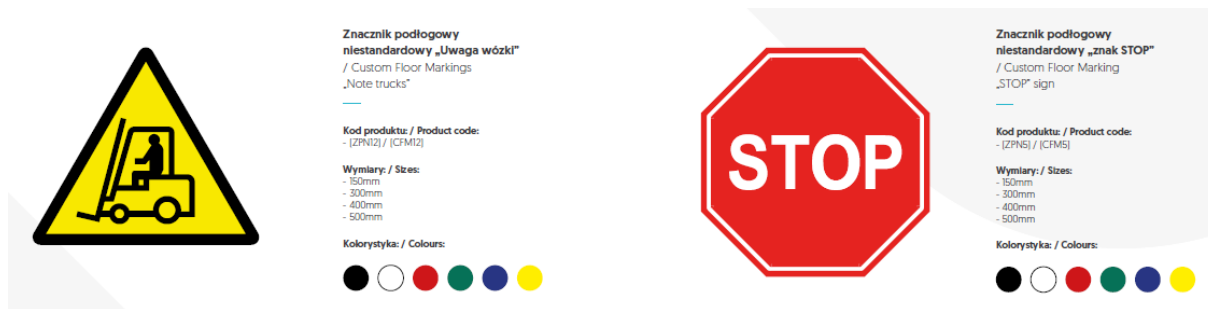 Znacznik podłogowy
niestandardowy „Uwaga wózki”
/ Custom Floor Markings
„Note trucks”
Kod produktu: / Product code:
- [ZPN12] / [CFM12]
Wymiary: / Sizes:
- 150mm
- 300mm
- 400mm
- 500mm
Kolorystyka: / Colours:
STOP
Znacznik podłogowy
niestandardowy „znak STOP”
/ Custom Floor Marking
„STOP” sign
Kod produktu: / Product code:
- [ZPN5] / [CFM5]
Wymiary: / Sizes:
- 150mm
- 300mm
- 400mm
- 500mm
Kolorystyka: / Colours: